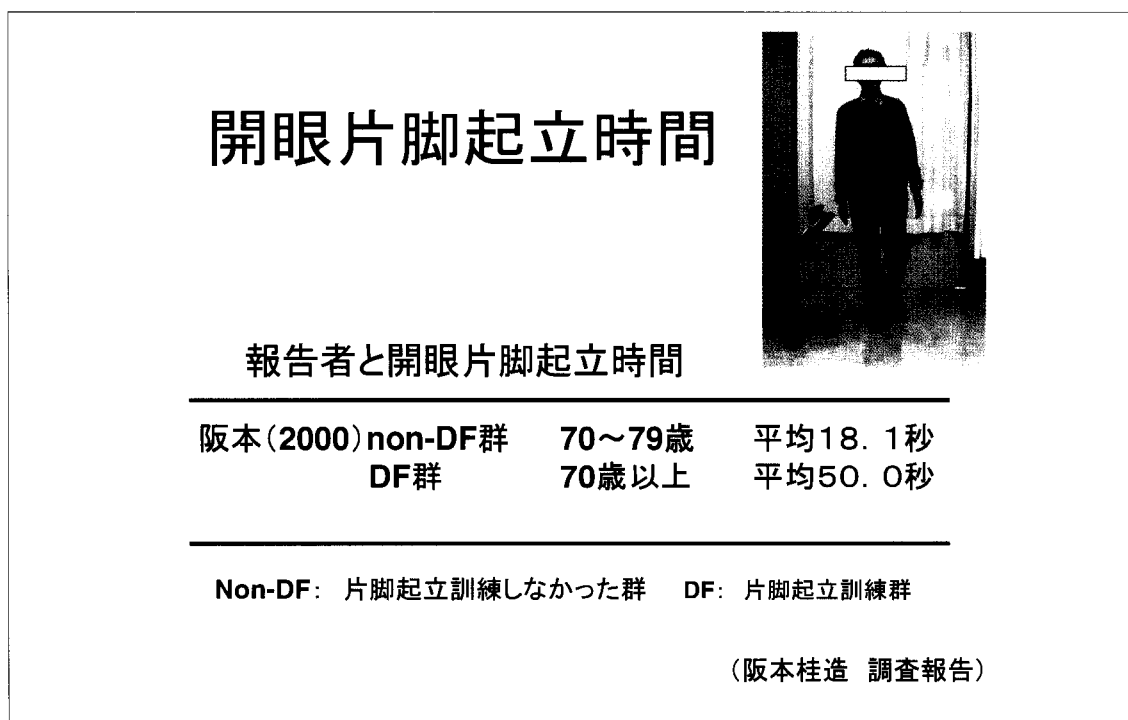 開眼片脚起立時間
報告者と開眼片脚起立時間
阪本(2000)non-DF群 70～79歳 平均18．1秒
DF群 70歳以上 平均50．0秒
Non-DF: 片脚起立訓練しなかった群 DF: 片脚起立訓練群
(阪本桂造 調査報告)